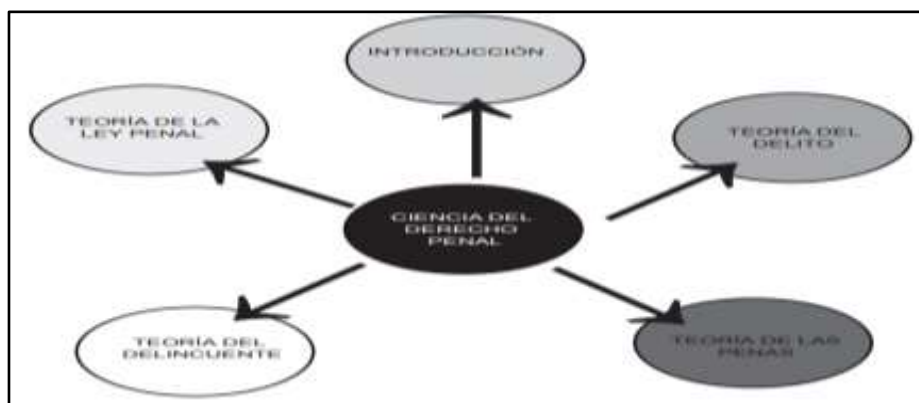 INTRODUCCIÓN
TEORÍA DE LA
LEY PENAL
TEORÍA DEL
DELITO
CIENCIA DEL
DERECHO
PENAL
TEORÍA DEL
DELINCUENTE
TEORÍA DE LAS
PENAS